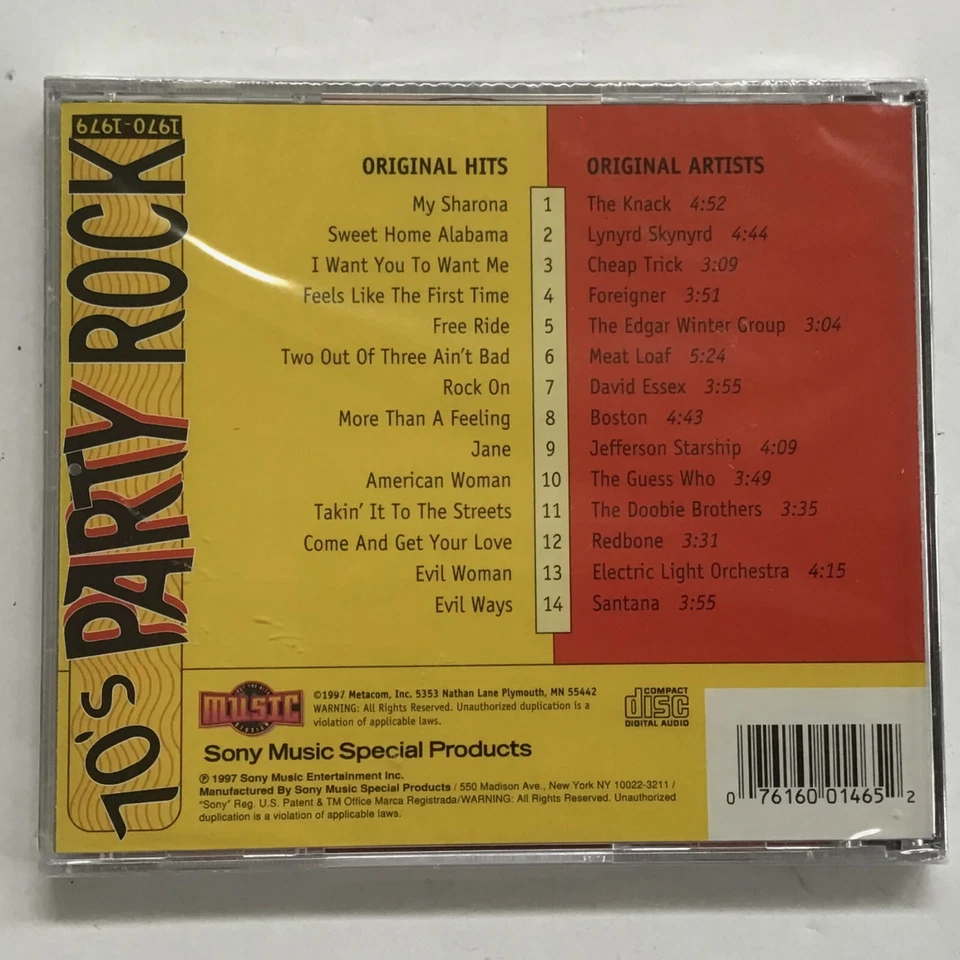 1970-1979
70's PARTY ROCK
ORIGINAL HITS ORIGINAL ARTISTS
My Sharona 1 The Knack 4:52
Sweet Home Alabama 2 Lynyrd Skynyrd 4:44
I Want You To Want Me 3 Cheap Trick 3:09
Feels Like The First Time 4 Foreigner 3:51
Free Ride 5 The Edgar Winter Group 3:04
Two Out Of Three Ain't Bad 6 Meat Loaf 5:24
Rock On 7 David Essex 3:55
More Than A Feeling 8 Boston 4:43
Jane 9 Jefferson Starship 4:09
American Woman 10 The Guess Who 3:49
Takin' It To The Streets 11 The Doobie Brothers 3:35
Come And Get Your Love 12 Redbone 3:31
Evil Woman 13 Electric Light Orchestra 4:15
Evil Ways 14 Santana 3:55
MUSIC
©1997 Metacom, Inc. 5353 Nathan Lane Plymouth, MN 55442
WARNING: All Rights Reserved. Unauthorized duplication is a
violation of applicable laws.
COMPACT
disc
DIGITAL AUDIO
Sony Music Special Products
℗ 1997 Sony Music Entertainment Inc.
Manufactured By Sony Music Special Products / 550 Madison Ave., New York NY 10022-3211 /
"Sony" Reg. U.S. Patent & TM Office Marca Registrada/WARNING: All Rights Reserved. Unauthorized
duplication is a violation of applicable laws.
0 76160 01465 2